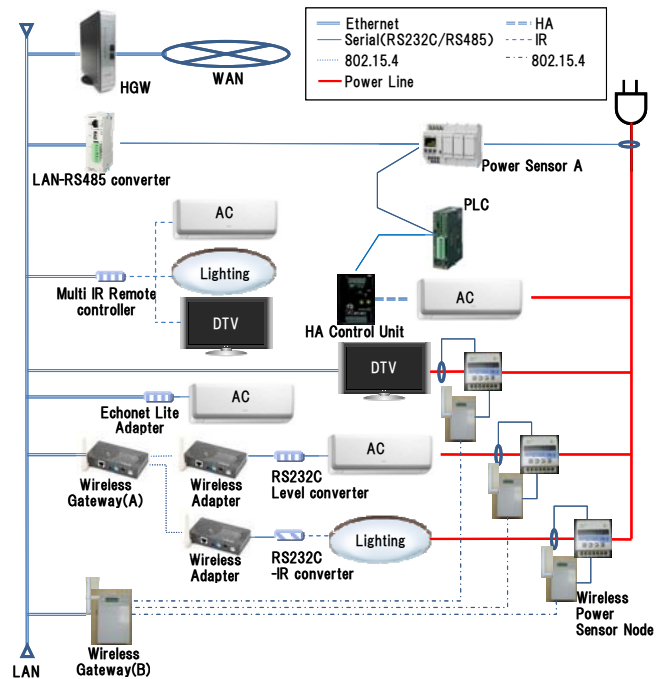 Ethernet
HA
Serial(RS232C/RS485)
IR
802.15.4
802.15.4
Power Line
HGW
WAN
LAN-RS485 converter
Power Sensor A
PLC
AC
Lighting
Multi IR Remote
controller
DTV
HA Control Unit
AC
DTV
Echonet Lite
Adapter
AC
Wireless
Gateway(A)
Wireless
Adapter
RS232C
Level converter
AC
Wireless
Adapter
RS232C
-IR converter
Lighting
Wireless
Power
Sensor Node
Wireless
Gateway(B)
LAN